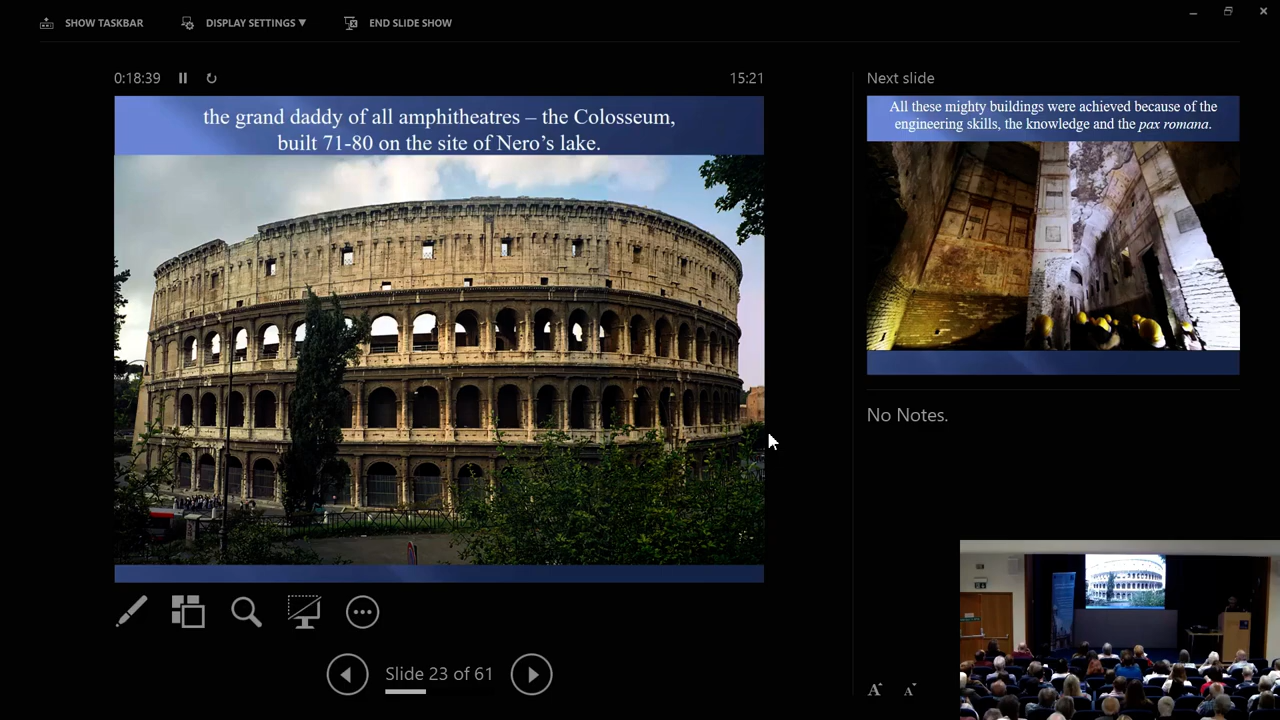 SHOW TASKBAR
DISPLAY SETTINGS ▼
END SLIDE SHOW
0:18:39
15:21
the grand daddy of all amphitheatres – the Colosseum,
built 71-80 on the site of Nero’s lake.
Next slide
All these mighty buildings were achieved because of the
engineering skills, the knowledge and the pax romana.
No Notes.
Slide 23 of 61
A
A